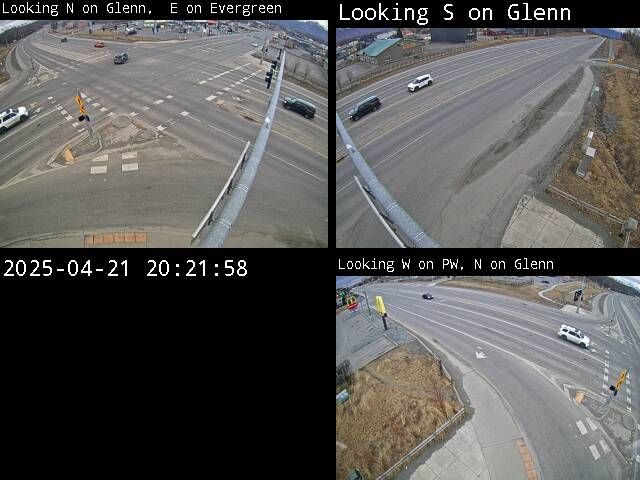 Looking N on Glenn,  E on Evergreen
Looking S on Glenn
2025-04-21 20:21:58
Looking W on PW, N on Glenn